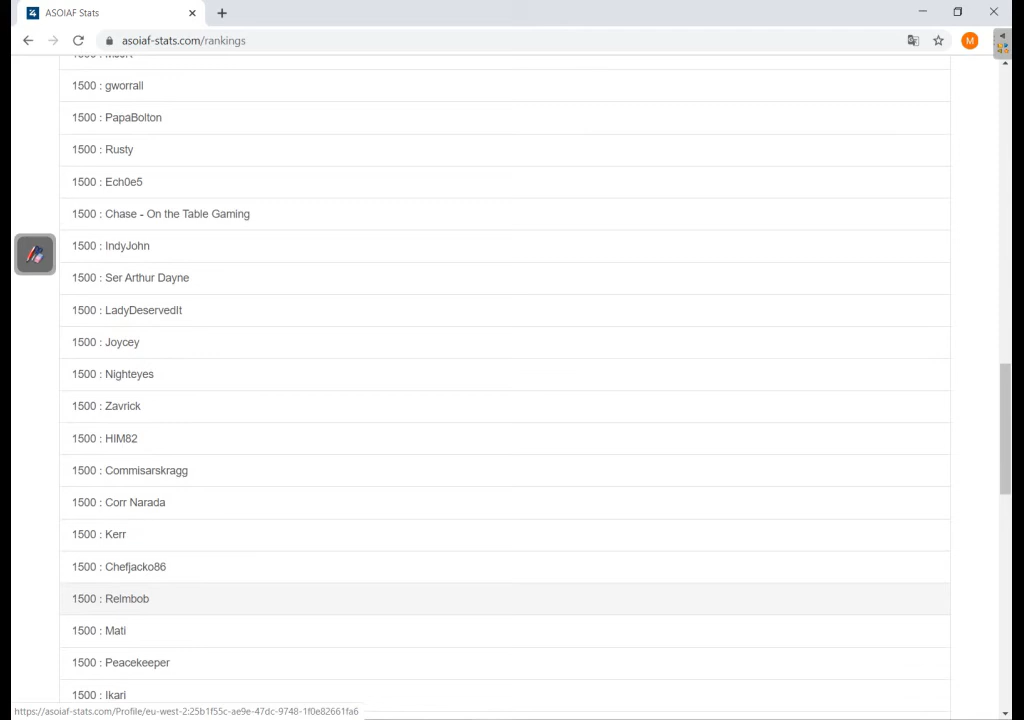 ASOIAF Stats
asoiaf-stats.com/rankings
M
1500 : gworrall
1500 : PapaBolton
1500 : Rusty
1500 : Ech0e5
1500 : Chase - On the Table Gaming
1500 : IndyJohn
1500 : Ser Arthur Dayne
1500 : LadyDeservedIt
1500 : Joycey
1500 : Nighteyes
1500 : Zavrick
1500 : HIM82
1500 : Commisarskragg
1500 : Corr Narada
1500 : Kerr
1500 : Chefjacko86
1500 : Relmbob
1500 : Mati
1500 : Peacekeeper
1500 : Ikari
https://asoiaf-stats.com/Profile/eu-west-2:25b1f55c-ae9e-47dc-9748-1f0e82661fa6